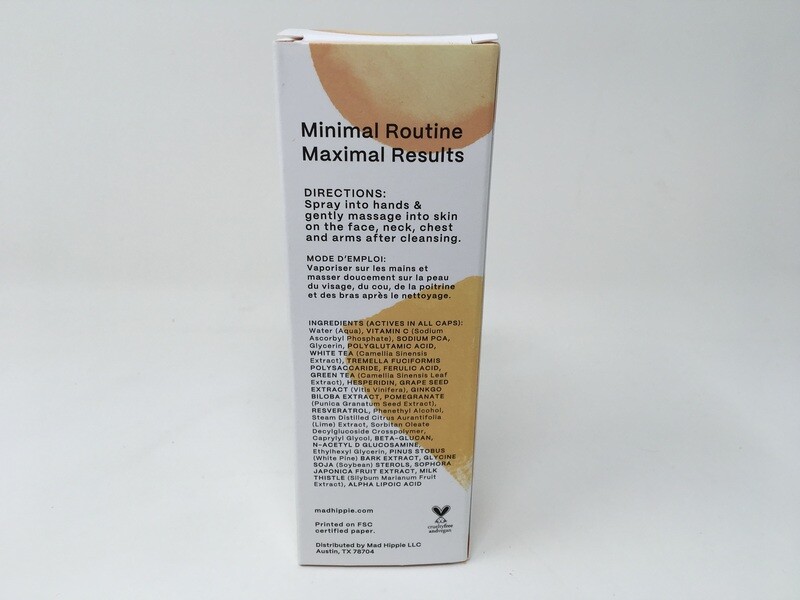 Minimal Routine
Maximal Results
DIRECTIONS:
Spray into hands &
gently massage into skin
on the face, neck, chest
and arms after cleansing.
MODE D'EMPLOI:
Vaporiser sur les mains et
masser doucement sur la peau
du visage, du cou, de la poitrine
et des bras après le nettoyage.
INGREDIENTS (ACTIVES IN ALL CAPS):
Water (Aqua), VITAMIN C (Sodium
Ascorbyl Phosphate), SODIUM PCA,
Glycerin, POLYGLUTAMIC ACID,
WHITE TEA (Camellia Sinensis
Extract), TREMELLA FUCIFORMIS
POLYSACCARIDE, FERULIC ACID,
GREEN TEA (Camellia Sinensis Leaf
Extract), HESPERIDIN, GRAPE SEED
EXTRACT (Vitis Vinifera), GINKGO
BILOBA EXTRACT, POMEGRANATE
(Punica Granatum Seed Extract),
RESVERATROL, Phenethyl Alcohol,
Steam Distilled Citrus Aurantifolia
(Lime) Extract, Sorbitan Oleate
Decylglucoside Crosspolymer,
Caprylyl Glycol, BETA-GLUCAN,
N-ACETYL D GLUCOSAMINE,
Ethylhexyl Glycerin, PINUS STOBUS
(White Pine) BARK EXTRACT, GLYCINE
SOJA (Soybean) STEROLS, SOPHORA
JAPONICA FRUIT EXTRACT, MILK
THISTLE (Silybum Marianum Fruit
Extract), ALPHA LIPOIC ACID
madhippie.com
Printed on FSC
certified paper.
crueltyfree
andvegan
Distributed by Mad Hippie LLC
Austin, TX 78704